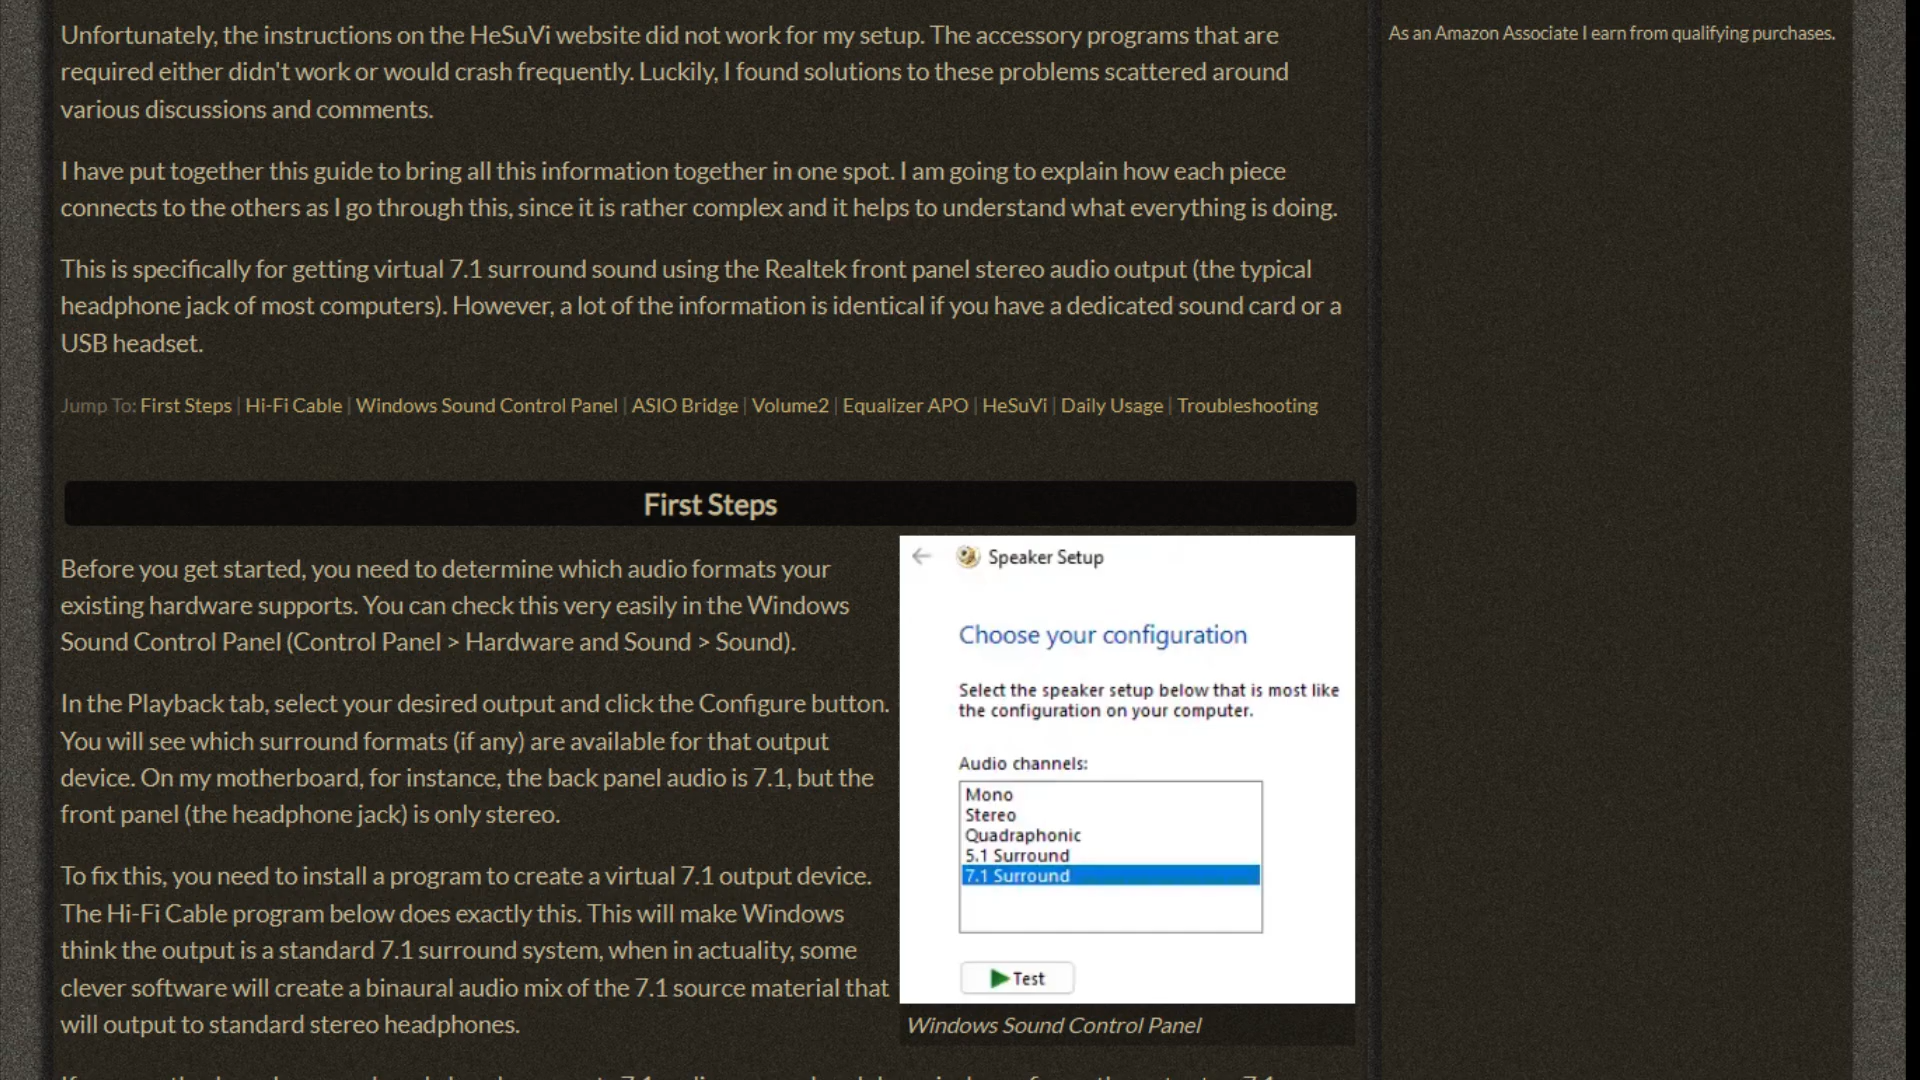 Unfortunately, the instructions on the HeSuVi website did not work for my setup. The accessory programs that are
required either didn't work or would crash frequently. Luckily, I found solutions to these problems scattered around
various discussions and comments.
I have put together this guide to bring all this information together in one spot. I am going to explain how each piece
connects to the others as I go through this, since it is rather complex and it helps to understand what everything is doing.
This is specifically for getting virtual 7.1 surround sound using the Realtek front panel stereo audio output (the typical
headphone jack of most computers). However, a lot of the information is identical if you have a dedicated sound card or a
USB headset.
Jump To: First Steps | Hi-Fi Cable | Windows Sound Control Panel | ASIO Bridge | Volume2 | Equalizer APO | HeSuVi | Daily Usage | Troubleshooting
First Steps
Before you get started, you need to determine which audio formats your
existing hardware supports. You can check this very easily in the Windows
Sound Control Panel (Control Panel > Hardware and Sound > Sound).
In the Playback tab, select your desired output and click the Configure button.
You will see which surround formats (if any) are available for that output
device. On my motherboard, for instance, the back panel audio is 7.1, but the
front panel (the headphone jack) is only stereo.
To fix this, you need to install a program to create a virtual 7.1 output device.
The Hi-Fi Cable program below does exactly this. This will make Windows
think the output is a standard 7.1 surround system, when in actuality, some
clever software will create a binaural audio mix of the 7.1 source material that
will output to standard stereo headphones.
Speaker Setup
Choose your configuration
Select the speaker setup below that is most like
the configuration on your computer.
Audio channels:
Mono
Stereo
Quadraphonic
5.1 Surround
7.1 Surround
Test
Windows Sound Control Panel
As an Amazon Associate I earn from qualifying purchases.